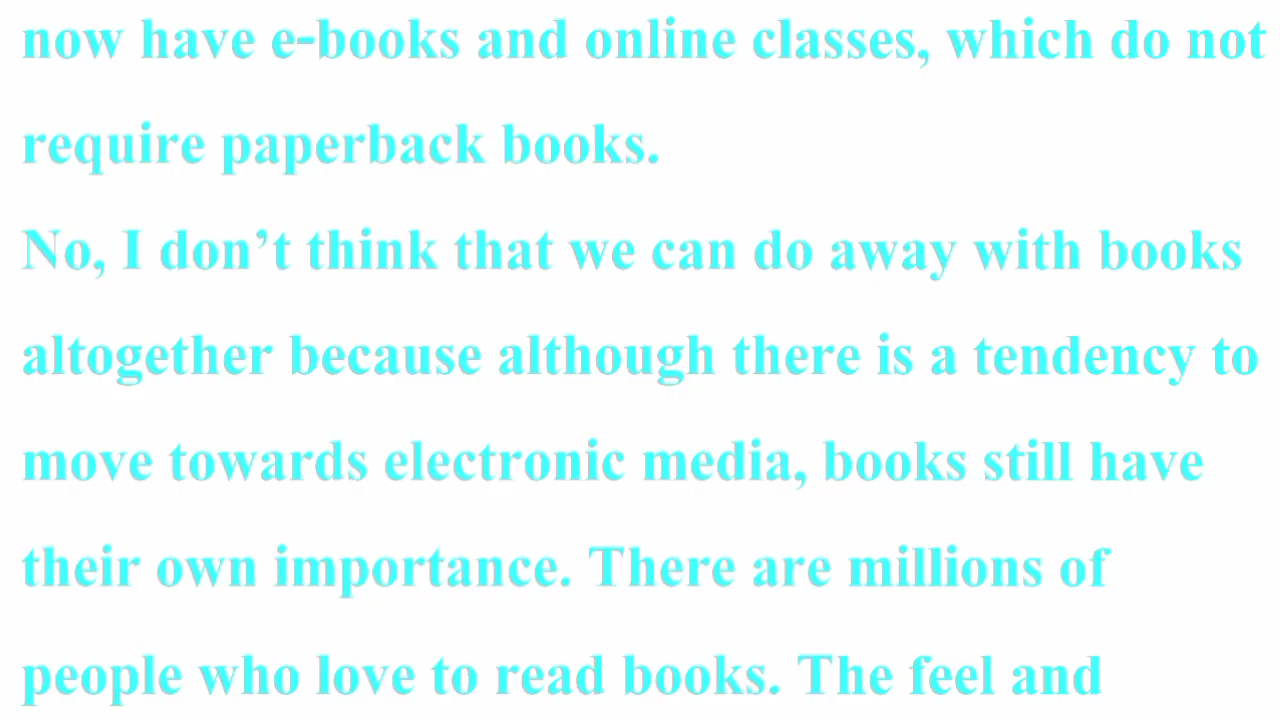 now have e-books and online classes, which do not
require paperback books.
No, I don’t think that we can do away with books
altogether because although there is a tendency to
move towards electronic media, books still have
their own importance. There are millions of
people who love to read books. The feel and